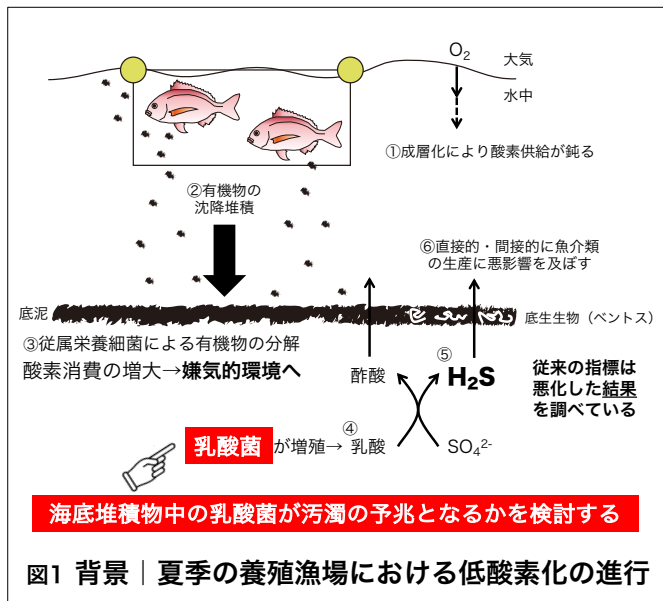 O₂
大気
水中
①成層化により酸素供給が鈍る
②有機物の
沈降堆積
⑥直接的・間接的に魚介類
の生産に悪影響を及ぼす
底泥
底生生物（ベントス）
③従属栄養細菌による有機物の分解
酸素消費の増大→嫌気的環境へ
酢酸
⑤
H₂S
従来の指標は
悪化した結果
を調べている
乳酸菌が増殖→
④
乳酸
SO₄²⁻
海底堆積物中の乳酸菌が汚濁の予兆となるかを検討する
図1 背景｜夏季の養殖漁場における低酸素化の進行